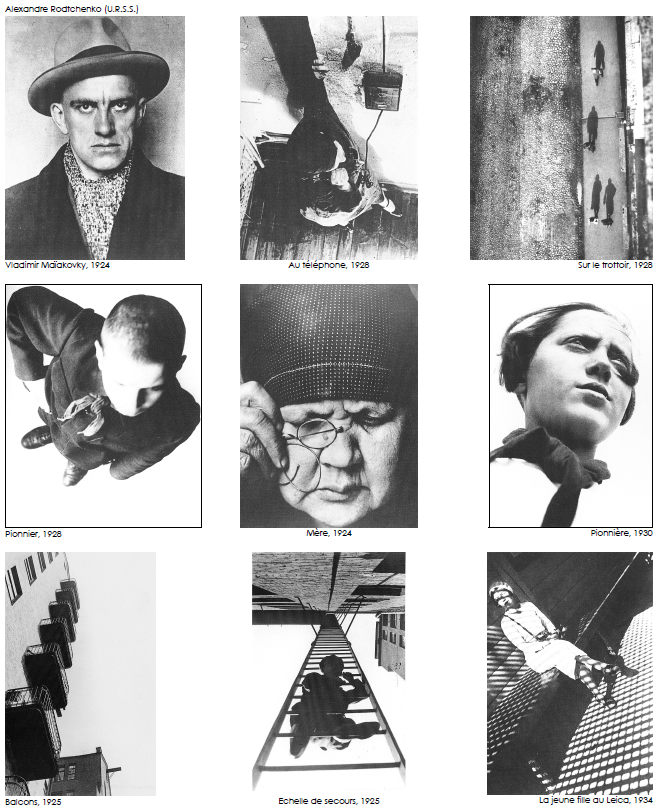 Alexandre Rodtchenko (U.R.S.S.)
Vladimir Maïakovky, 1924
Au téléphone, 1928
Sur le trottoir, 1928
Pionnier, 1928
Mère, 1924
Pionnière, 1930
Balcons, 1925
Echelle de secours, 1925
La jeune fille au Leica, 1934